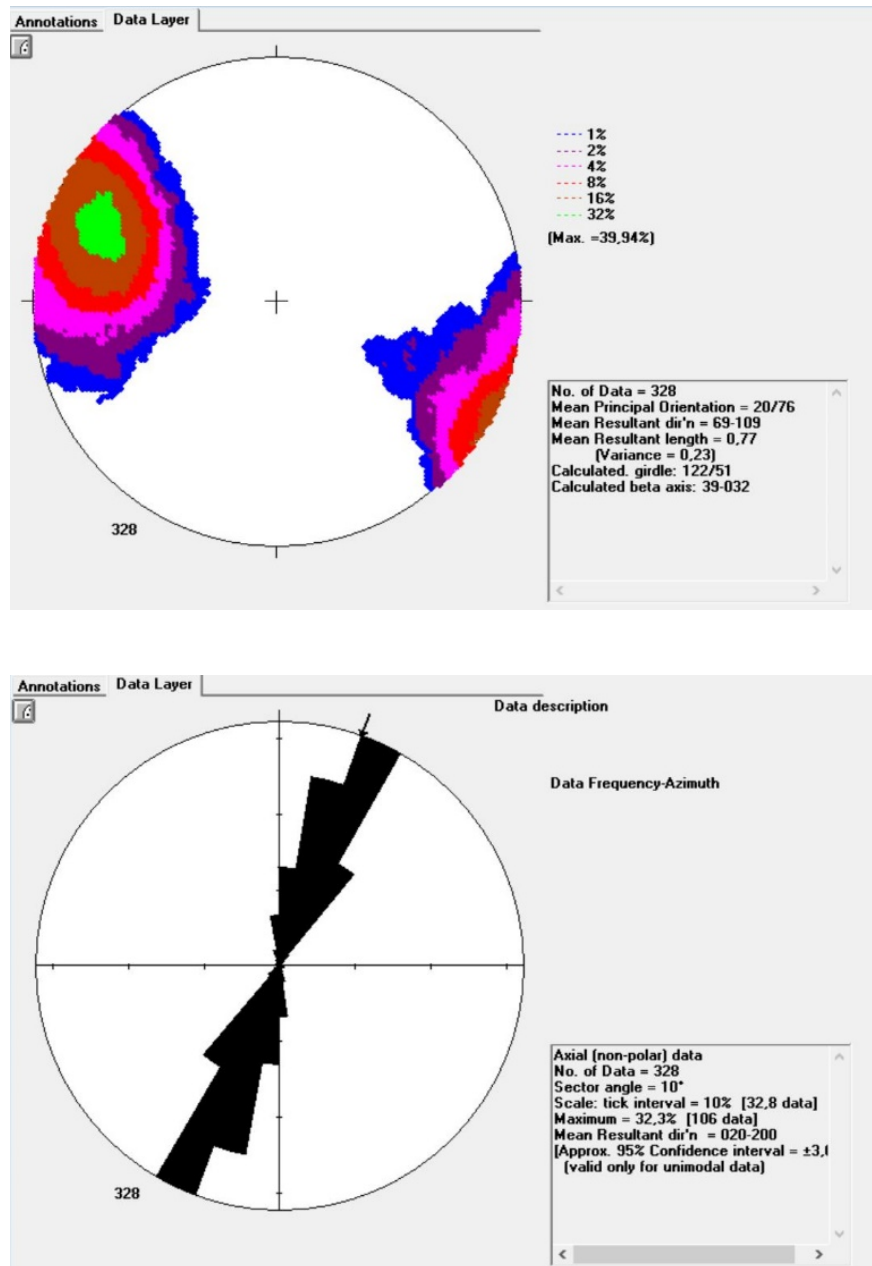 Annotations Data Layer
1%
2%
4%
8%
16%
32%
(Max. =39,94%)
No. of Data = 328
Mean Principal Orientation = 20/76
Mean Resultant dir'n = 69-109
Mean Resultant length = 0,77
(Variance = 0,23)
Calculated. girdle: 122/51
Calculated beta axis: 39-032
328
Annotations Data Layer
Data description
Data Frequency-Azimuth
Axial (non-polar) data
No. of Data = 328
Sector angle = 10°
Scale: tick interval = 10% [32,8 data]
Maximum = 32,3% [106 data]
Mean Resultant dir'n = 020-200
[Approx. 95% Confidence interval = ±3,
(valid only for unimodal data)
328